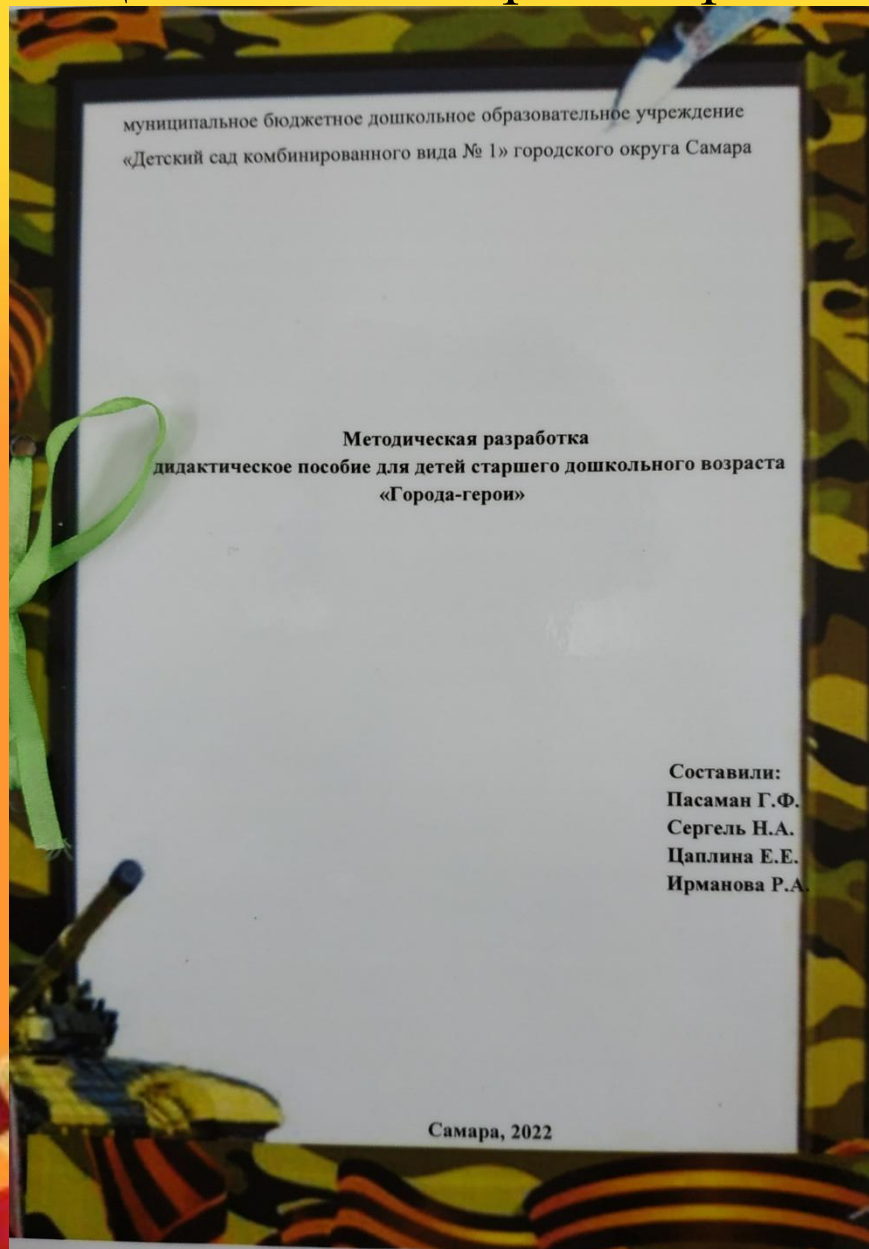 муниципальное бюджетное дошкольное образовательное учреждение
«Детский сад комбинированного вида № 1» городского округа Самара
Методическая разработка
дидактическое пособие для детей старшего дошкольного возраста
«Города-герои»
Составили:
Пасаман Г.Ф.
Сергель Н.А.
Цаплина Е.Е.
Ирманова Р.А.
Самара, 2022